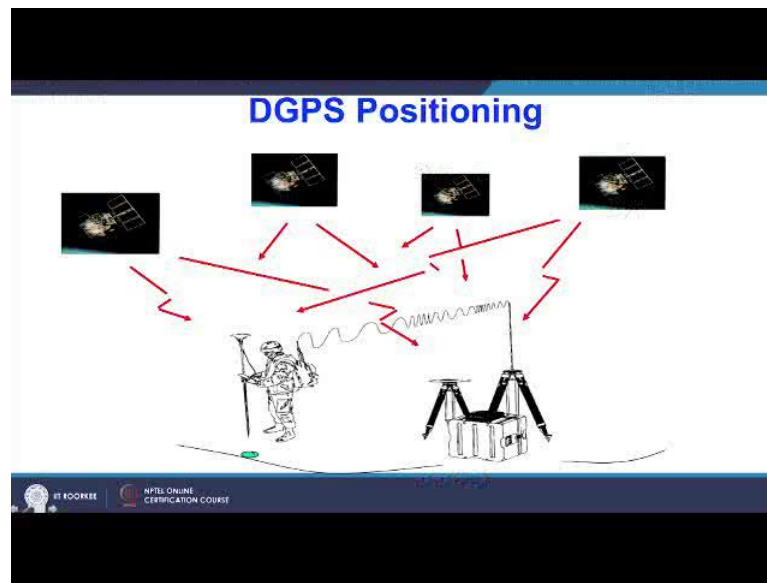 DGPS Positioning
IIT ROORKEE
NPTEL ONLINE
CERTIFICATION COURSE